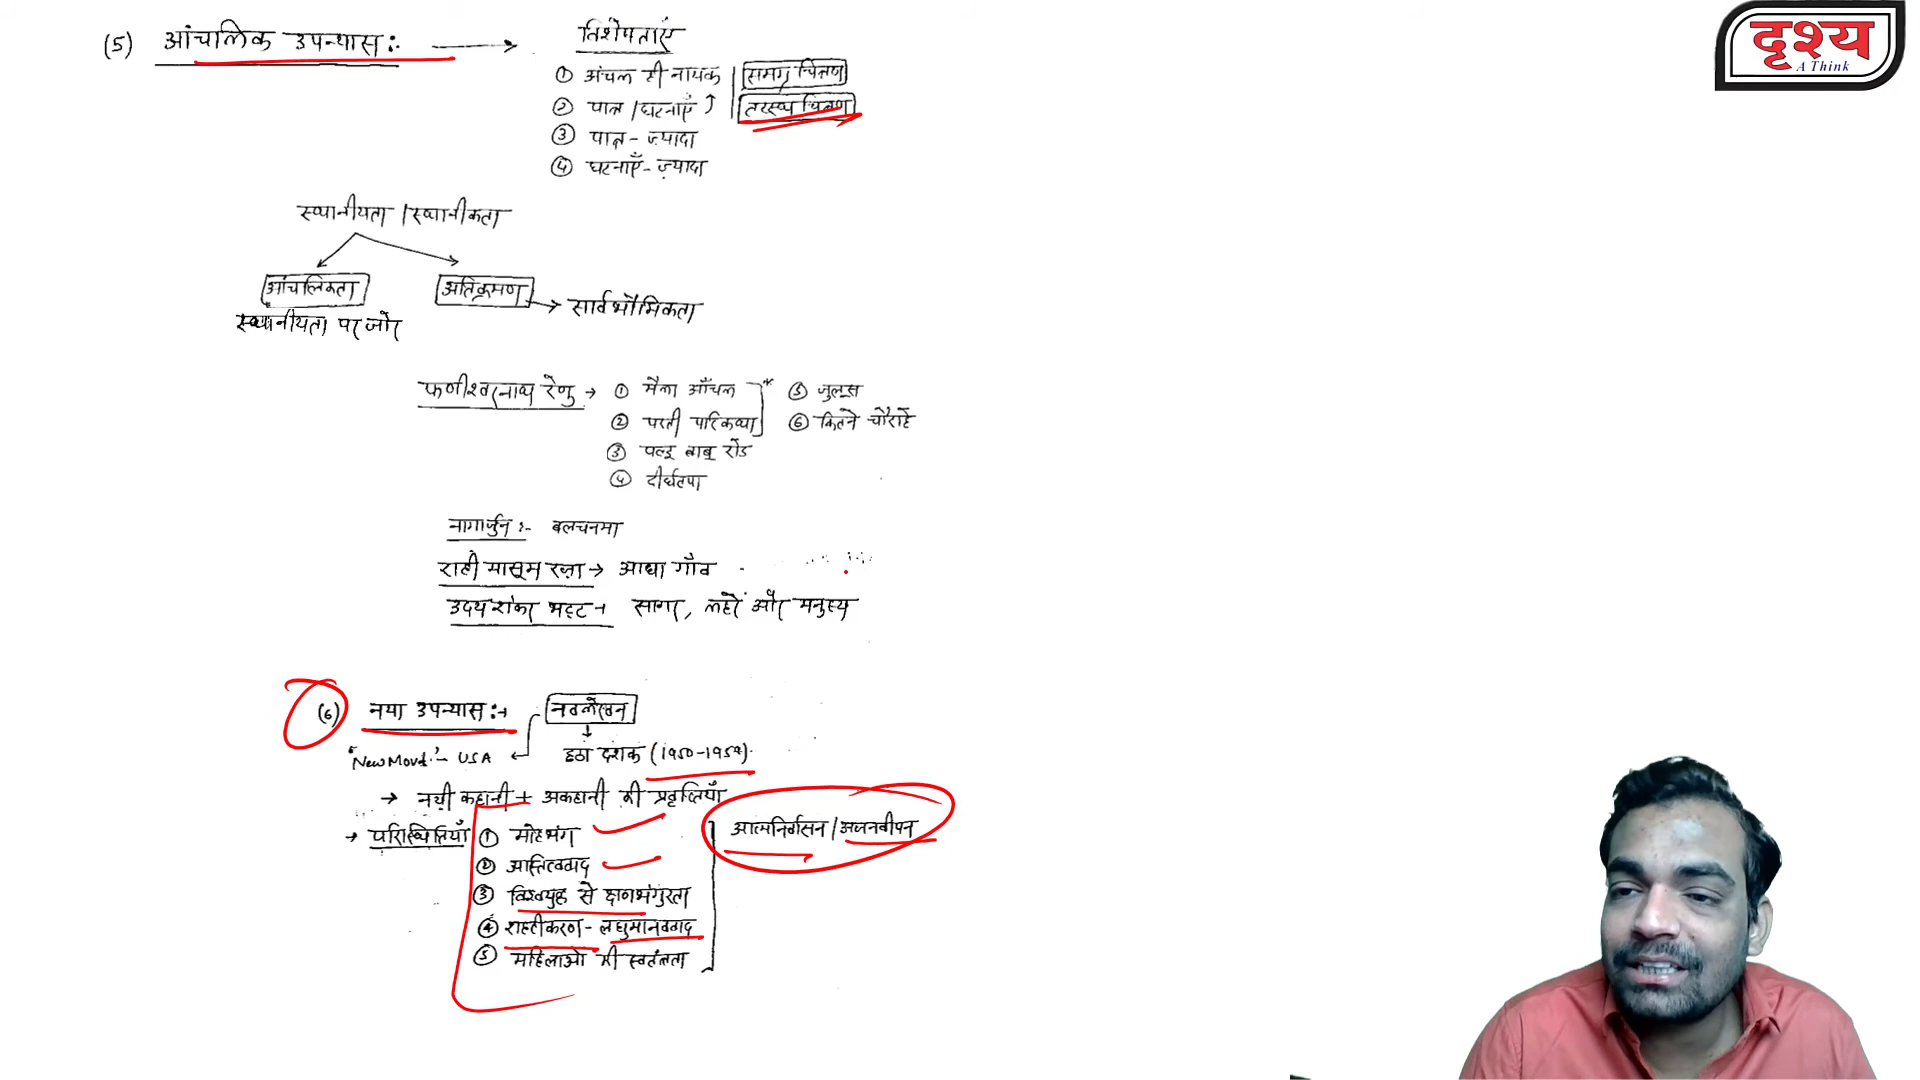 (5) आंचलिक उपन्यास :- → विशेषताएँ
① अंचल ही नायक | समग्र चित्रण
② पात्र / घटनाएँ ↑ | तटस्थ चित्रण
③ पात्र - ज़्यादा
④ घटनाएँ - ज़्यादा
स्थानीयता / स्थानीकता
आंचलिकता
अतिक्रमण → सार्वभौमिकता
स्थानीयता पर जोर
फणीश्वरनाथ रेणु → ① मैला आँचल * ⑤ जुलूस
② परती परिकथा ⑥ कितने चौराहे
③ पल्टू बाबू रोड
④ दीर्घतपा
नागार्जुन :- बलचनमा
राही मासूम रज़ा → आधा गाँव
उदय शंकर भट्ट → सागर, लहरें और मनुष्य
(6) नया उपन्यास :→ नवलेखन
"New Movt." - USA छठा दशक (1950-1959)
→ नयी कहानी + अकहानी की प्रवृत्तियाँ
→ परिस्थितियाँ ① मोहभंग
② अस्तित्ववाद
③ विश्वयुद्ध से क्षणभंगुरता
④ शहरीकरण - लघुमानववाद
⑤ महिलाओं की स्वतंत्रता
आत्मनिर्वासन / अजनबीपन
दृश्य
A Think